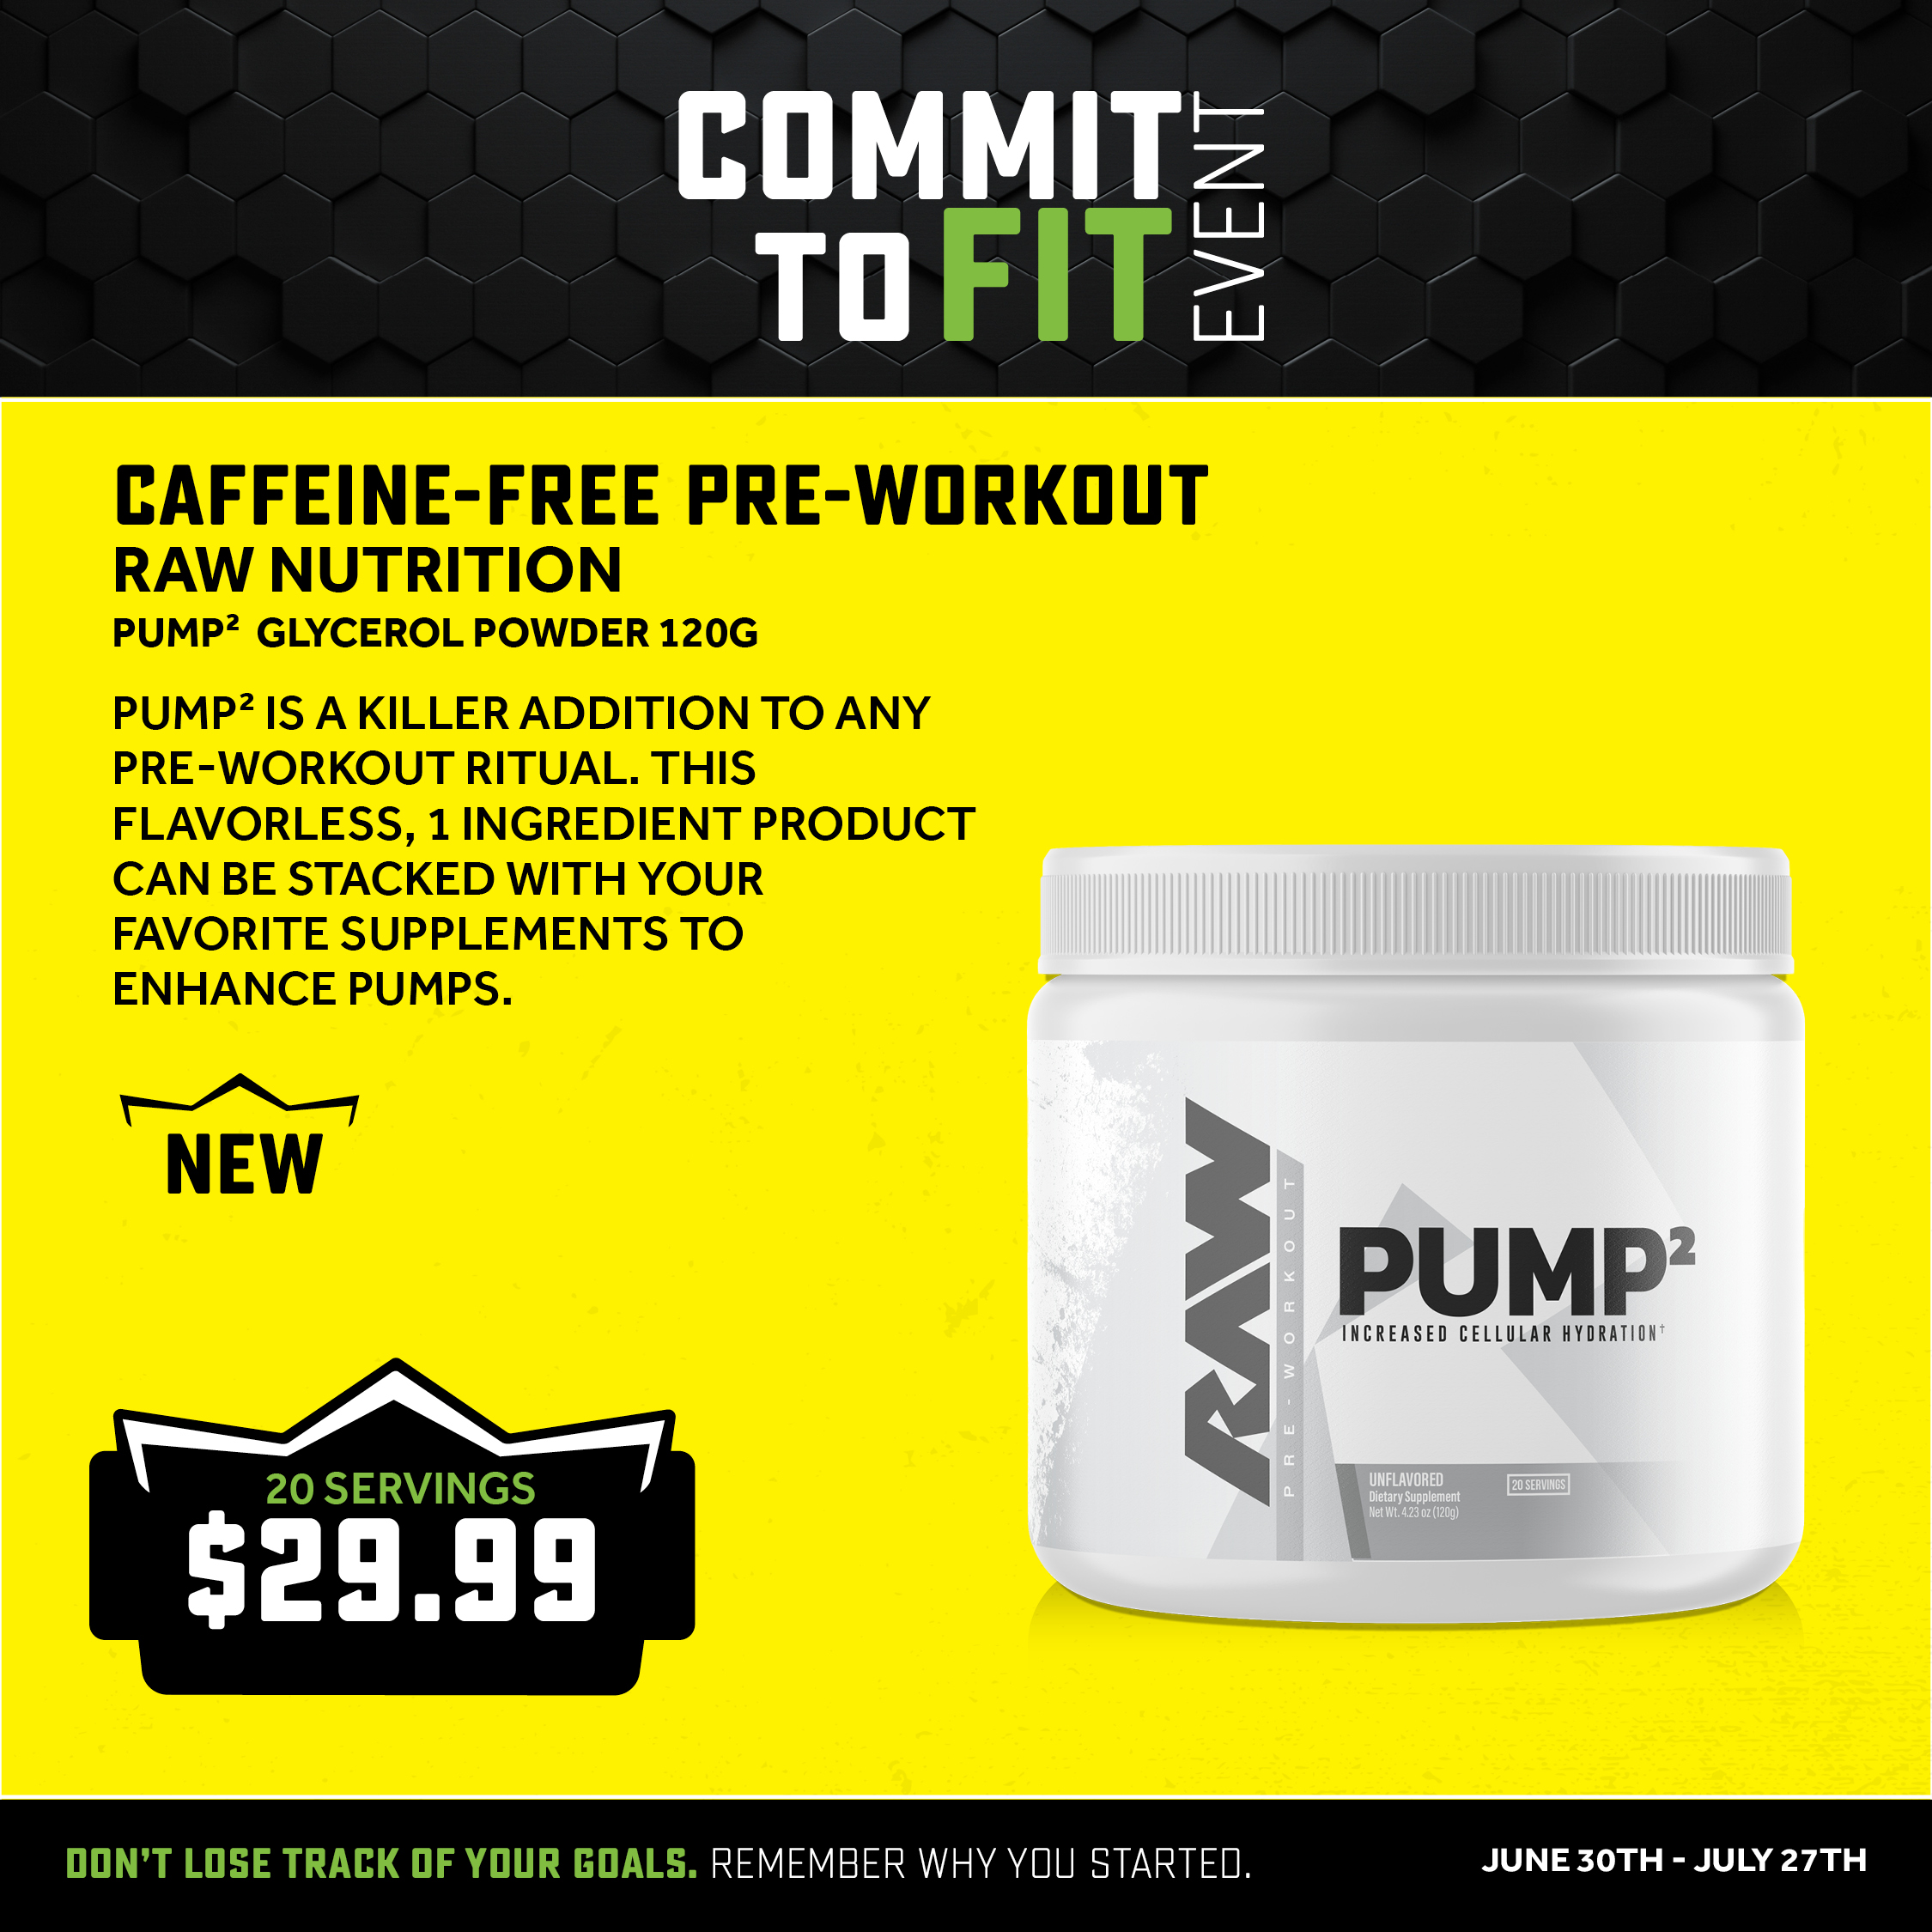 COMMIT
TO FIT
EVENT
CAFFEINE-FREE PRE-WORKOUT
RAW NUTRITION
PUMP² GLYCEROL POWDER 120G
PUMP² IS A KILLER ADDITION TO ANY
PRE-WORKOUT RITUAL. THIS
FLAVORLESS, 1 INGREDIENT PRODUCT
CAN BE STACKED WITH YOUR
FAVORITE SUPPLEMENTS TO
ENHANCE PUMPS.
NEW
20 SERVINGS
$29.99
RAW
PRE-WORKOUT
PUMP²
INCREASED CELLULAR HYDRATION†
UNFLAVORED
Dietary Supplement
Net Wt. 4.23 oz (120g)
20 SERVINGS
DON'T LOSE TRACK OF YOUR GOALS. REMEMBER WHY YOU STARTED.
JUNE 30TH - JULY 27TH